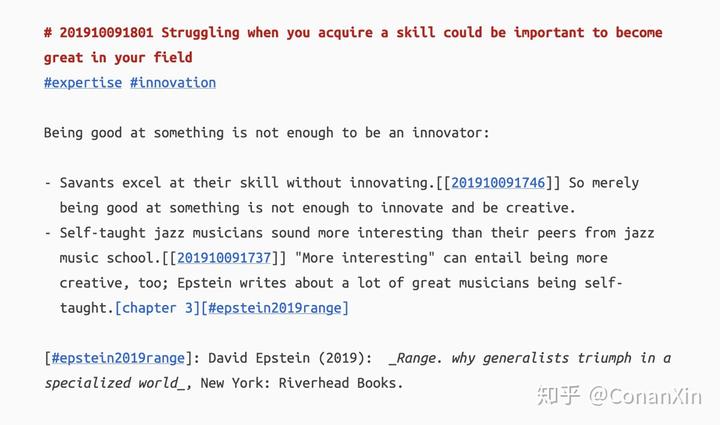 # 201910091801 Struggling when you acquire a skill could be important to become
great in your field
#expertise #innovation
Being good at something is not enough to be an innovator:
- Savants excel at their skill without innovating.[[201910091746]] So merely
being good at something is not enough to innovate and be creative.
- Self-taught jazz musicians sound more interesting than their peers from jazz
music school.[[201910091737]] "More interesting" can entail being more
creative, too; Epstein writes about a lot of great musicians being self-
taught.[chapter 3][#epstein2019range]
[#epstein2019range]: David Epstein (2019): _Range. why generalists triumph in a
specialized world_, New York: Riverhead Books.
知乎 @ConanXin